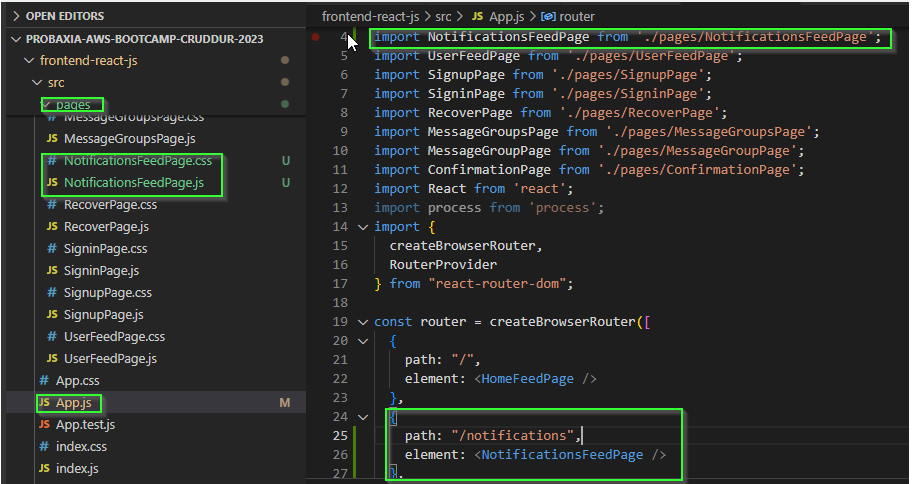 OPEN EDITORS
PROBAXIA-AWS-BOOTCAMP-CRUDDUR-2023
frontend-react-js
src
pages
MessageGroupsPage.css
JS MessageGroupsPage.js
# NotificationsFeedPage.css U
JS NotificationsFeedPage.js U
# RecoverPage.css
JS RecoverPage.js
# SigninPage.css
JS SigninPage.js
# SignupPage.css
JS SignupPage.js
# UserFeedPage.css
JS UserFeedPage.js
# App.css
JS App.js M
JS App.test.js
# index.css
JS index.js
frontend-react-js > src > JS App.js > router
4 import NotificationsFeedPage from './pages/NotificationsFeedPage';
5 import UserFeedPage from './pages/UserFeedPage';
6 import SignupPage from './pages/SignupPage';
7 import SigninPage from './pages/SigninPage';
8 import RecoverPage from './pages/RecoverPage';
9 import MessageGroupsPage from './pages/MessageGroupsPage';
10 import MessageGroupPage from './pages/MessageGroupPage';
11 import ConfirmationPage from './pages/ConfirmationPage';
12 import React from 'react';
13 import process from 'process';
14 import {
15 createBrowserRouter,
16 RouterProvider
17 } from "react-router-dom";
18
19 const router = createBrowserRouter([
20 {
21 path: "/",
22 element: <HomeFeedPage />
23 },
24 {
25 path: "/notifications",
26 element: <NotificationsFeedPage />
27 },